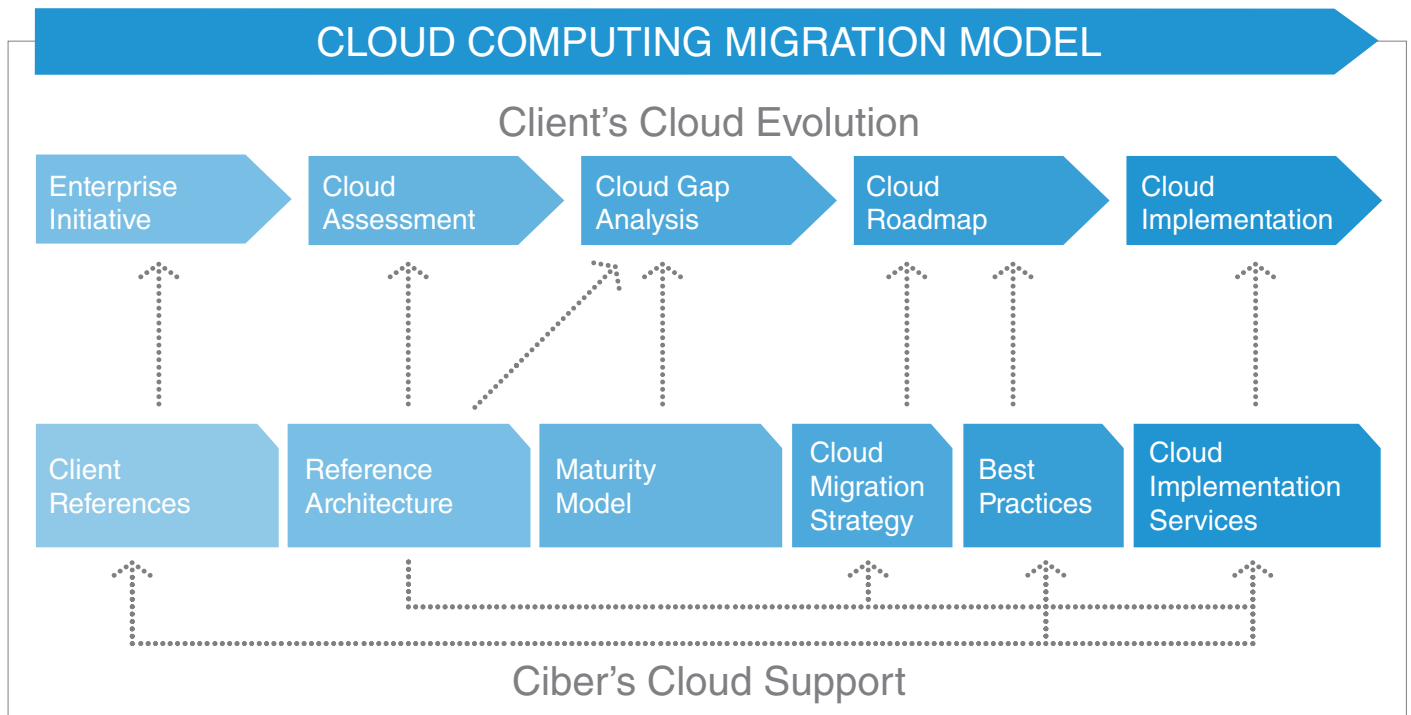 CLOUD COMPUTING MIGRATION MODEL
Client’s Cloud Evolution
Enterprise
Initiative
Cloud
Assessment
Cloud Gap
Analysis
Cloud
Roadmap
Cloud
Implementation
Client
References
Reference
Architecture
Maturity
Model
Cloud
Migration
Strategy
Best
Practices
Cloud
Implementation
Services
Ciber’s Cloud Support